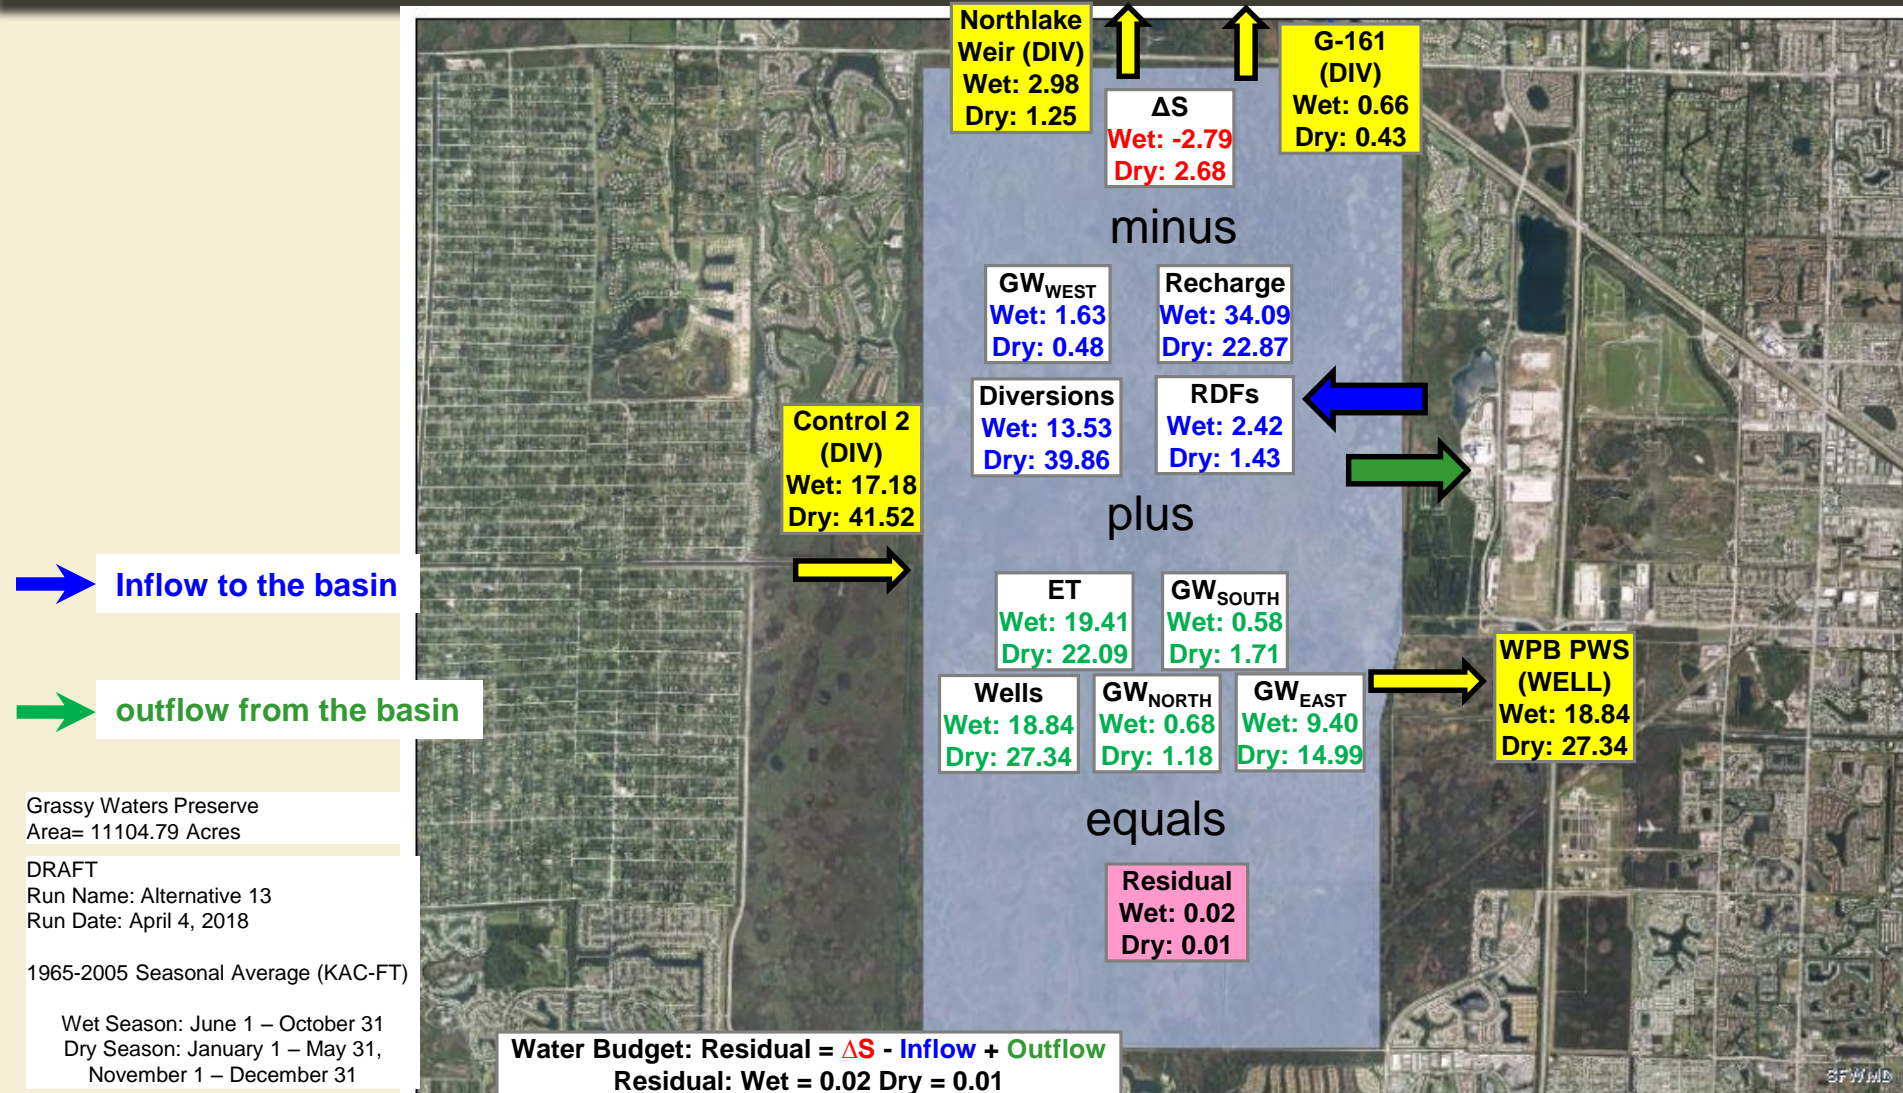 Northlake
Weir (DIV)
Wet: 2.98
Dry: 1.25
G-161
(DIV)
Wet: 0.66
Dry: 0.43
ΔS
Wet: -2.79
Dry: 2.68
minus
GWWEST
Wet: 1.63
Dry: 0.48
Recharge
Wet: 34.09
Dry: 22.87
Diversions
Wet: 13.53
Dry: 39.86
RDFs
Wet: 2.42
Dry: 1.43
Control 2
(DIV)
Wet: 17.18
Dry: 41.52
plus
ET
Wet: 19.41
Dry: 22.09
GWSOUTH
Wet: 0.58
Dry: 1.71
Wells
Wet: 18.84
Dry: 27.34
GWNORTH
Wet: 0.68
Dry: 1.18
GWEAST
Wet: 9.40
Dry: 14.99
WPB PWS
(WELL)
Wet: 18.84
Dry: 27.34
equals
Residual
Wet: 0.02
Dry: 0.01
Inflow to the basin
outflow from the basin
Grassy Waters Preserve
Area= 11104.79 Acres
DRAFT
Run Name: Alternative 13
Run Date: April 4, 2018
1965-2005 Seasonal Average (KAC-FT)
Wet Season: June 1 – October 31
Dry Season: January 1 – May 31,
November 1 – December 31
Water Budget: Residual = ΔS - Inflow + Outflow
Residual: Wet = 0.02 Dry = 0.01
SFWMD